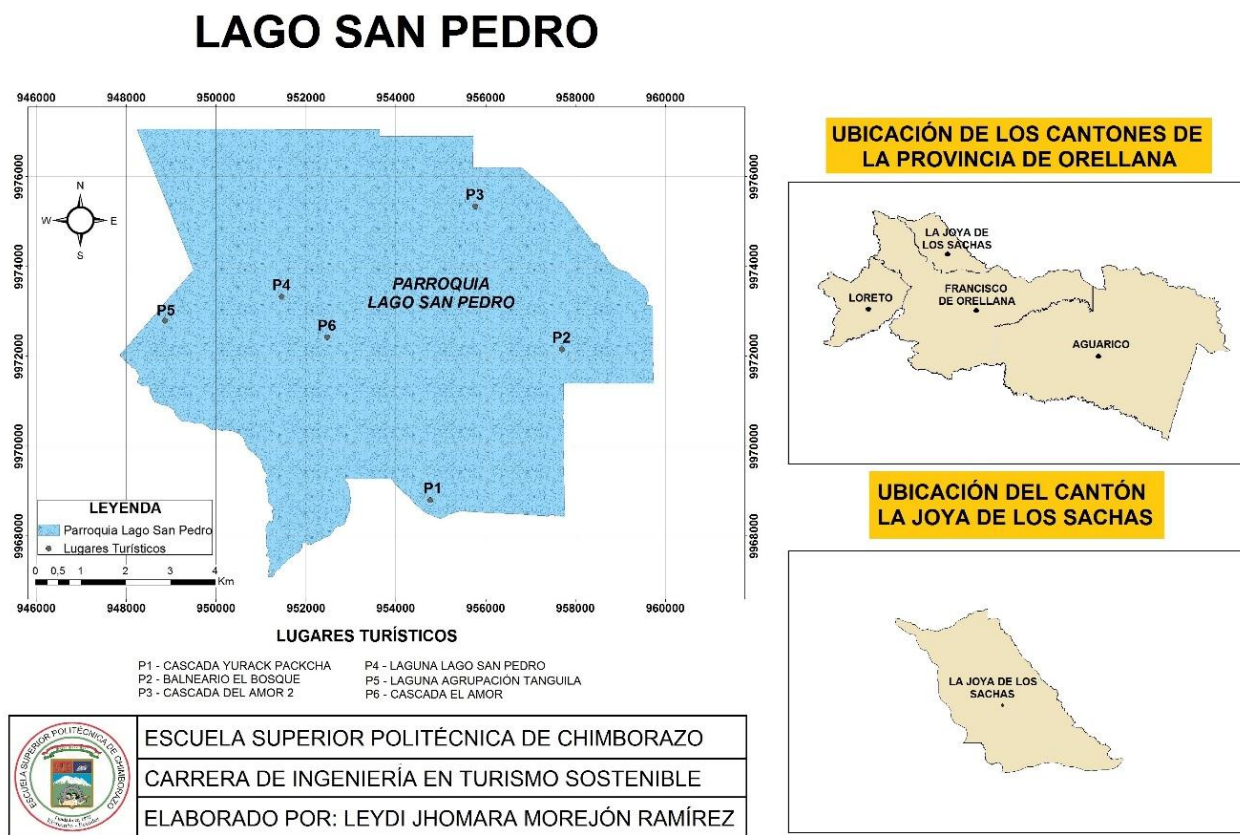 LAGO SAN PEDRO
946000 948000 950000 952000 954000 956000 958000 960000
9976000 9976000
9974000 9974000
9972000 9972000
9970000 9970000
9968000 9968000
N
W E
S
P3
P4
PARROQUIA
LAGO SAN PEDRO
P5
P6
P2
P1
LEYENDA
Parroquia Lago San Pedro
Lugares Turísticos
0 0,5 1 2 3 4
Km
946000 948000 950000 952000 954000 956000 958000 960000
LUGARES TURÍSTICOS
P1 - CASCADA YURACK PACKCHA
P2 - BALNEARIO EL BOSQUE
P3 - CASCADA DEL AMOR 2
P4 - LAGUNA LAGO SAN PEDRO
P5 - LAGUNA AGRUPACIÓN TANGUILA
P6 - CASCADA EL AMOR
ESCUELA SUPERIOR POLITÉCNICA DE CHIMBORAZO
ESCUELA SUPERIOR POLITÉCNICA DE CHIMBORAZO
CARRERA DE INGENIERÍA EN TURISMO SOSTENIBLE
ELABORADO POR: LEYDI JHOMARA MOREJÓN RAMÍREZ
UBICACIÓN DE LOS CANTONES DE
LA PROVINCIA DE ORELLANA
LA JOYA DE
LOS SACHAS
LORETO
FRANCISCO
DE ORELLANA
AGUARICO
UBICACIÓN DEL CANTÓN
LA JOYA DE LOS SACHAS
LA JOYA DE LOS
SACHAS